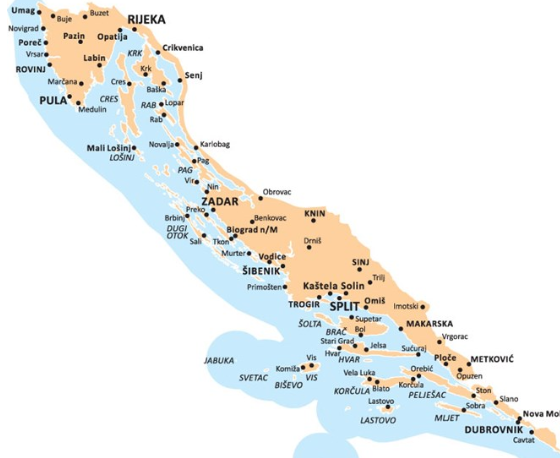 Umag
Buje
Buzet
RIJEKA
Novigrad
Pazin
Opatija
Poreč
KRK
Crikvenica
Vrsar
Labin
Krk
ROVINJ
Senj
Marčana
Cres
Baška
PULA
CRES
RAB
Lopar
Medulin
Rab
Mali Lošinj
Novalja
Karlobag
LOŠINJ
Pag
PAG
Vir
Nin
Obrovac
ZADAR
Preko
KNIN
Brbinj
Benkovac
DUGI
OTOK
Biograd n/M
Sali
Tkon
Drniš
Murter
Vodice
SINJ
ŠIBENIK
Trilj
Primošten
Kaštela
Solin
TROGIR
SPLIT
Omiš
Imotski
ŠOLTA
Supetar
MAKARSKA
BRAČ
Bol
Stari Grad
Vrgorac
Hvar
Jelsa
Sućuraj
JABUKA
Vis
HVAR
Ploče
METKOVIĆ
Komiža
Vela Luka
Orebić
Opuzen
SVETAC
VIS
BIŠEVO
Blato
Korčula
Ston
KORČULA
PELJEŠAC
Slano
Lastovo
Sobra
LASTOVO
MLJET
Nova Mo
DUBROVNIK
Cavtat